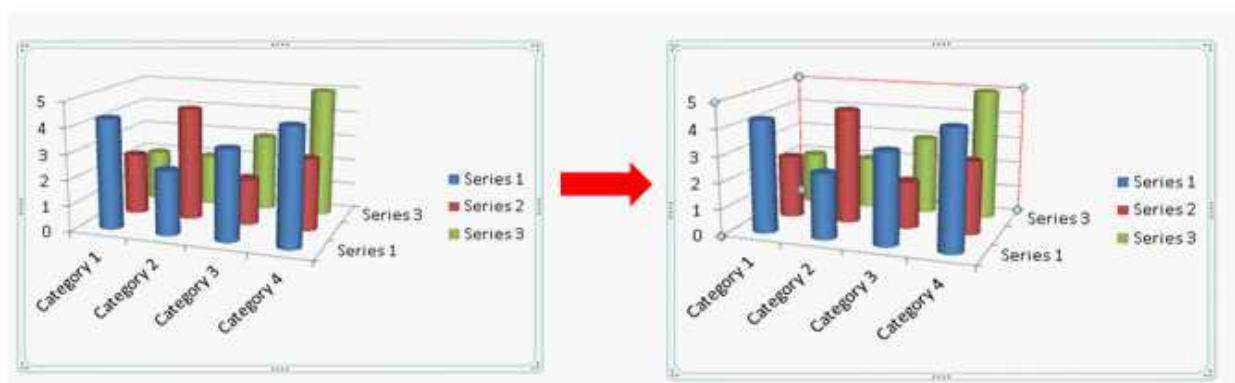 5
4
3
2
1
0
Category 1
Category 2
Category 3
Category 4
Series 3
Series 1
Series 1
Series 2
Series 3
5
4
3
2
1
0
Category 1
Category 2
Category 3
Category 4
Series 3
Series 1
Series 1
Series 2
Series 3